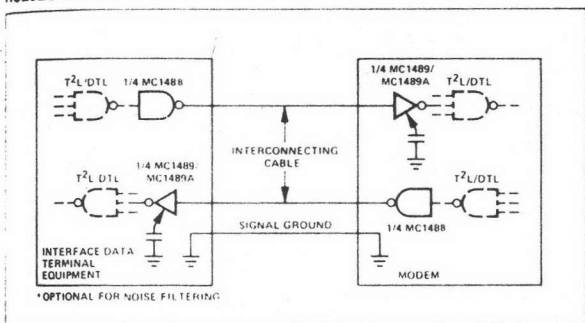 T²L/DTL
1/4 MC1488
1/4 MC1489/
MC1489A
T²L/DTL
INTERCONNECTING
CABLE
T²L DTL
1/4 MC1489/
MC1489A
T²L/DTL
1/4 MC1488
SIGNAL GROUND
INTERFACE DATA
TERMINAL
EQUIPMENT
MODEM
*OPTIONAL FOR NOISE FILTERING